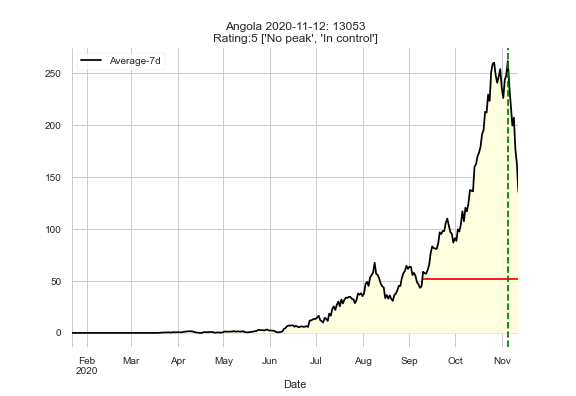 Angola 2020-11-12: 13053
Rating:5 ['No peak', 'In control']
Average-7d
250
200
150
100
50
0
Feb Mar Apr May Jun Jul Aug Sep Oct Nov
2020
Date